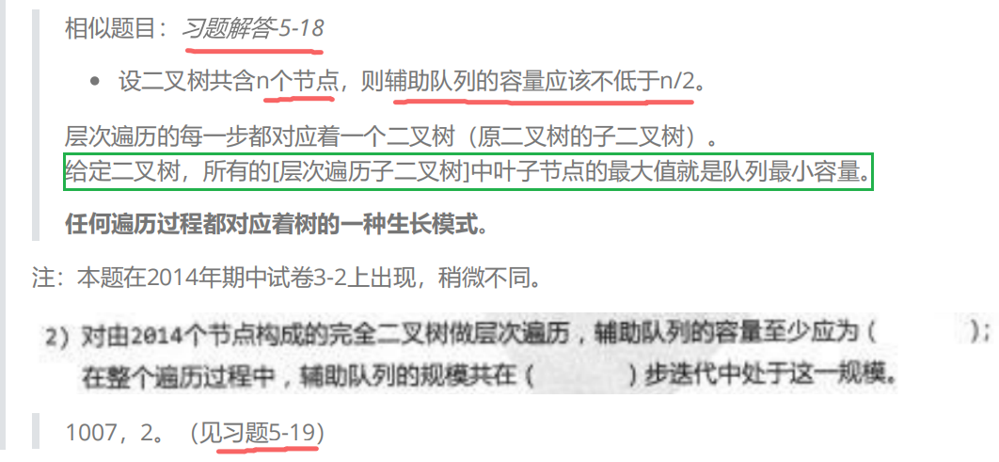 相似题目：习题解答-5-18
• 设二叉树共含n个节点，则辅助队列的容量应该不低于n/2。
层次遍历的每一步都对应着一个二叉树（原二叉树的子二叉树）。
给定二叉树，所有的[层次遍历子二叉树]中叶子节点的最大值就是队列最小容量。
任何遍历过程都对应着树的一种生长模式。
注：本题在2014年期中试卷3-2上出现，稍微不同。
2) 对由2014个节点构成的完全二叉树做层次遍历，辅助队列的容量至少应为 ( );
在整个遍历过程中，辅助队列的规模共在 ( ) 步迭代中处于这一规模。
1007，2。（见习题5-19）